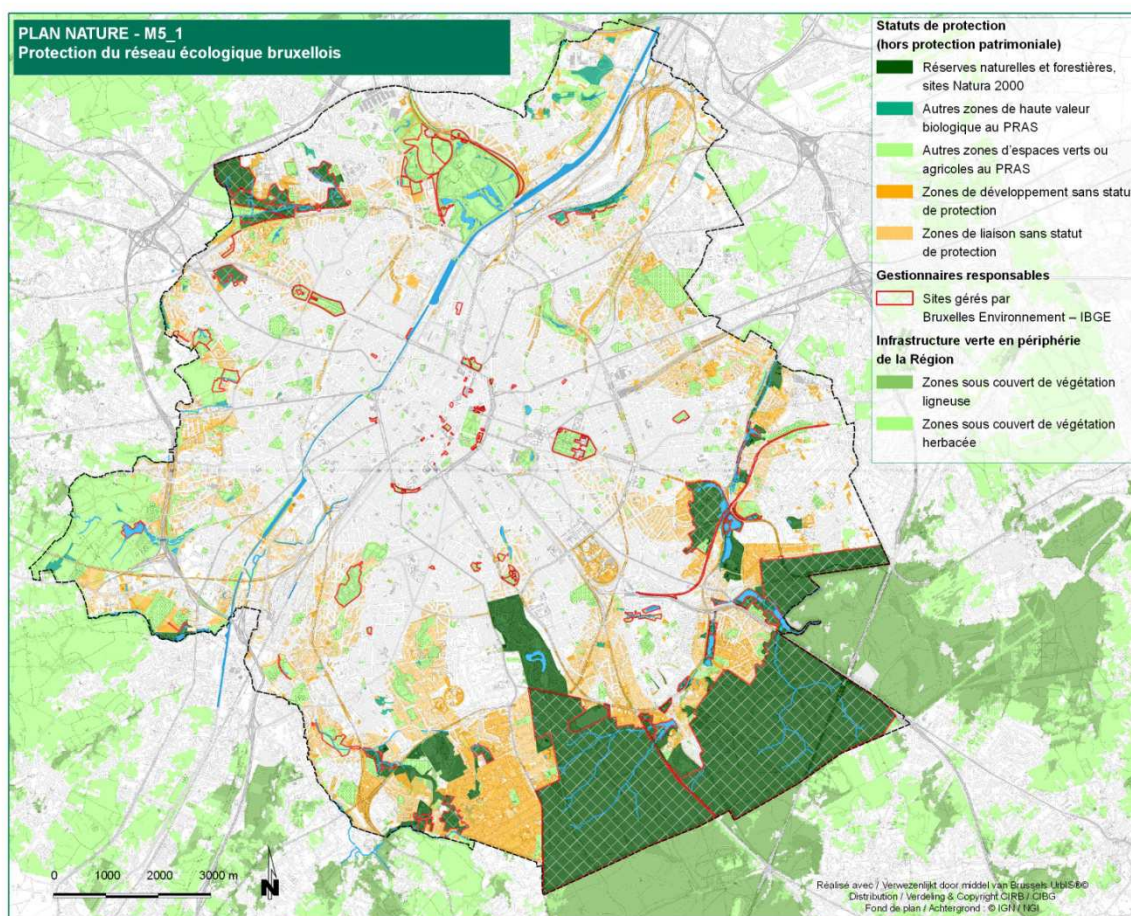 PLAN NATURE - M5_1
Protection du réseau écologique bruxellois
Statuts de protection
(hors protection patrimoniale)
Réserves naturelles et forestières,
sites Natura 2000
Autres zones de haute valeur
biologique au PRAS
Autres zones d'espaces verts ou
agricoles au PRAS
Zones de développement sans statut
de protection
Zones de liaison sans statut
de protection
Gestionnaires responsables
Sites gérés par
Bruxelles Environnement – IBGE
Infrastructure verte en périphérie
de la Région
Zones sous couvert de végétation
ligneuse
Zones sous couvert de végétation
herbacée
0 1000 2000 3000 m
N
Réalisé avec / Verwezenlijkt door middel van Brussels UrbIS®©
Distribution / Verdeling & Copyright CIRB / CIBG
Fond de plan / Achtergrond : © IGN / NGI